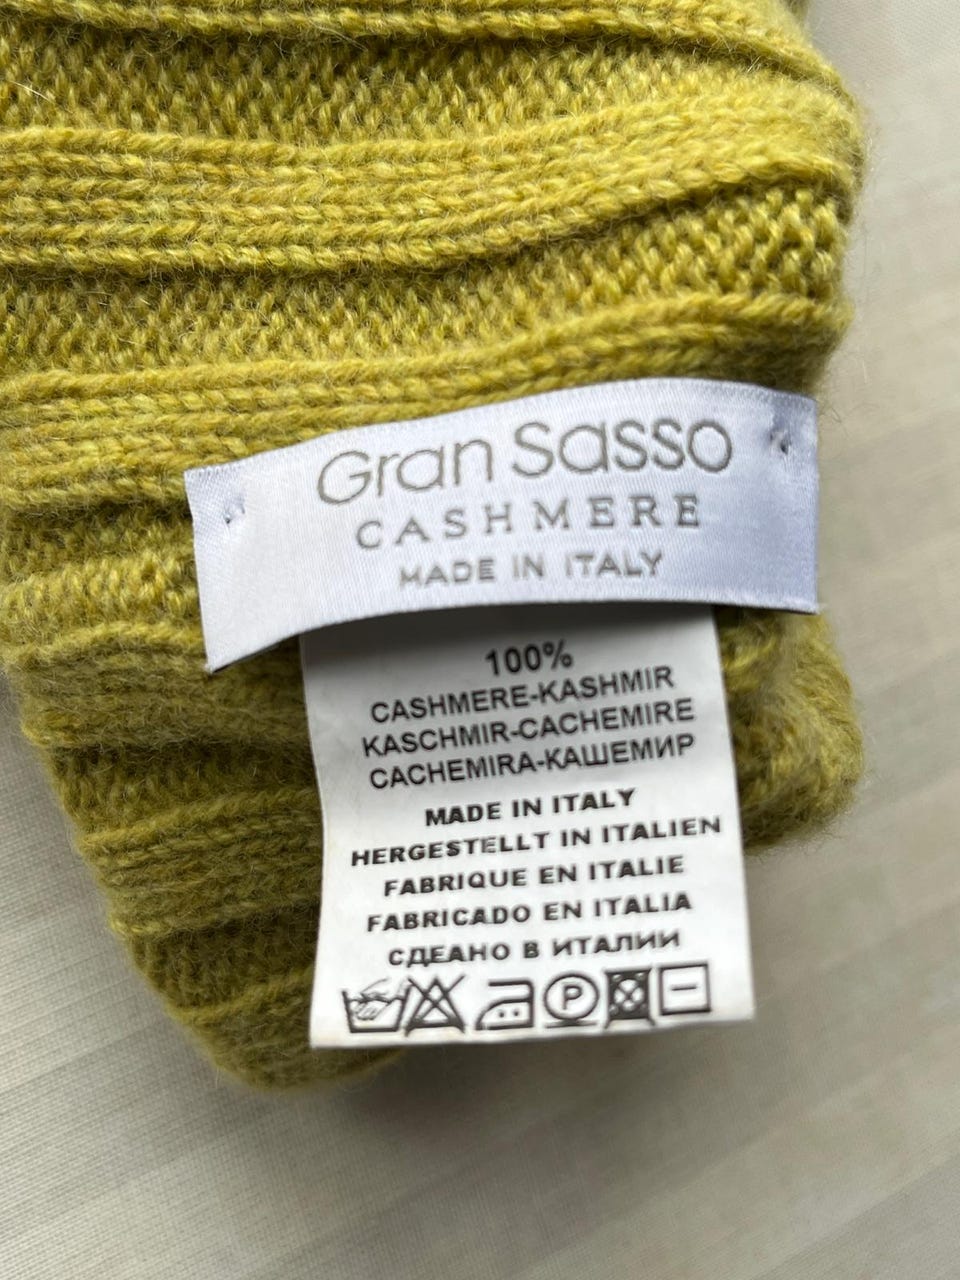 Gran Sasso
CASHMERE
MADE IN ITALY
100%
CASHMERE-KASHMIR
KASCHMIR-CACHEMIRE
CACHEMIRA-КАШЕМИР
MADE IN ITALY
HERGESTELLT IN ITALIEN
FABRIQUE EN ITALIE
FABRICADO EN ITALIA
СДЕАНО В ИТАЛИИ
P